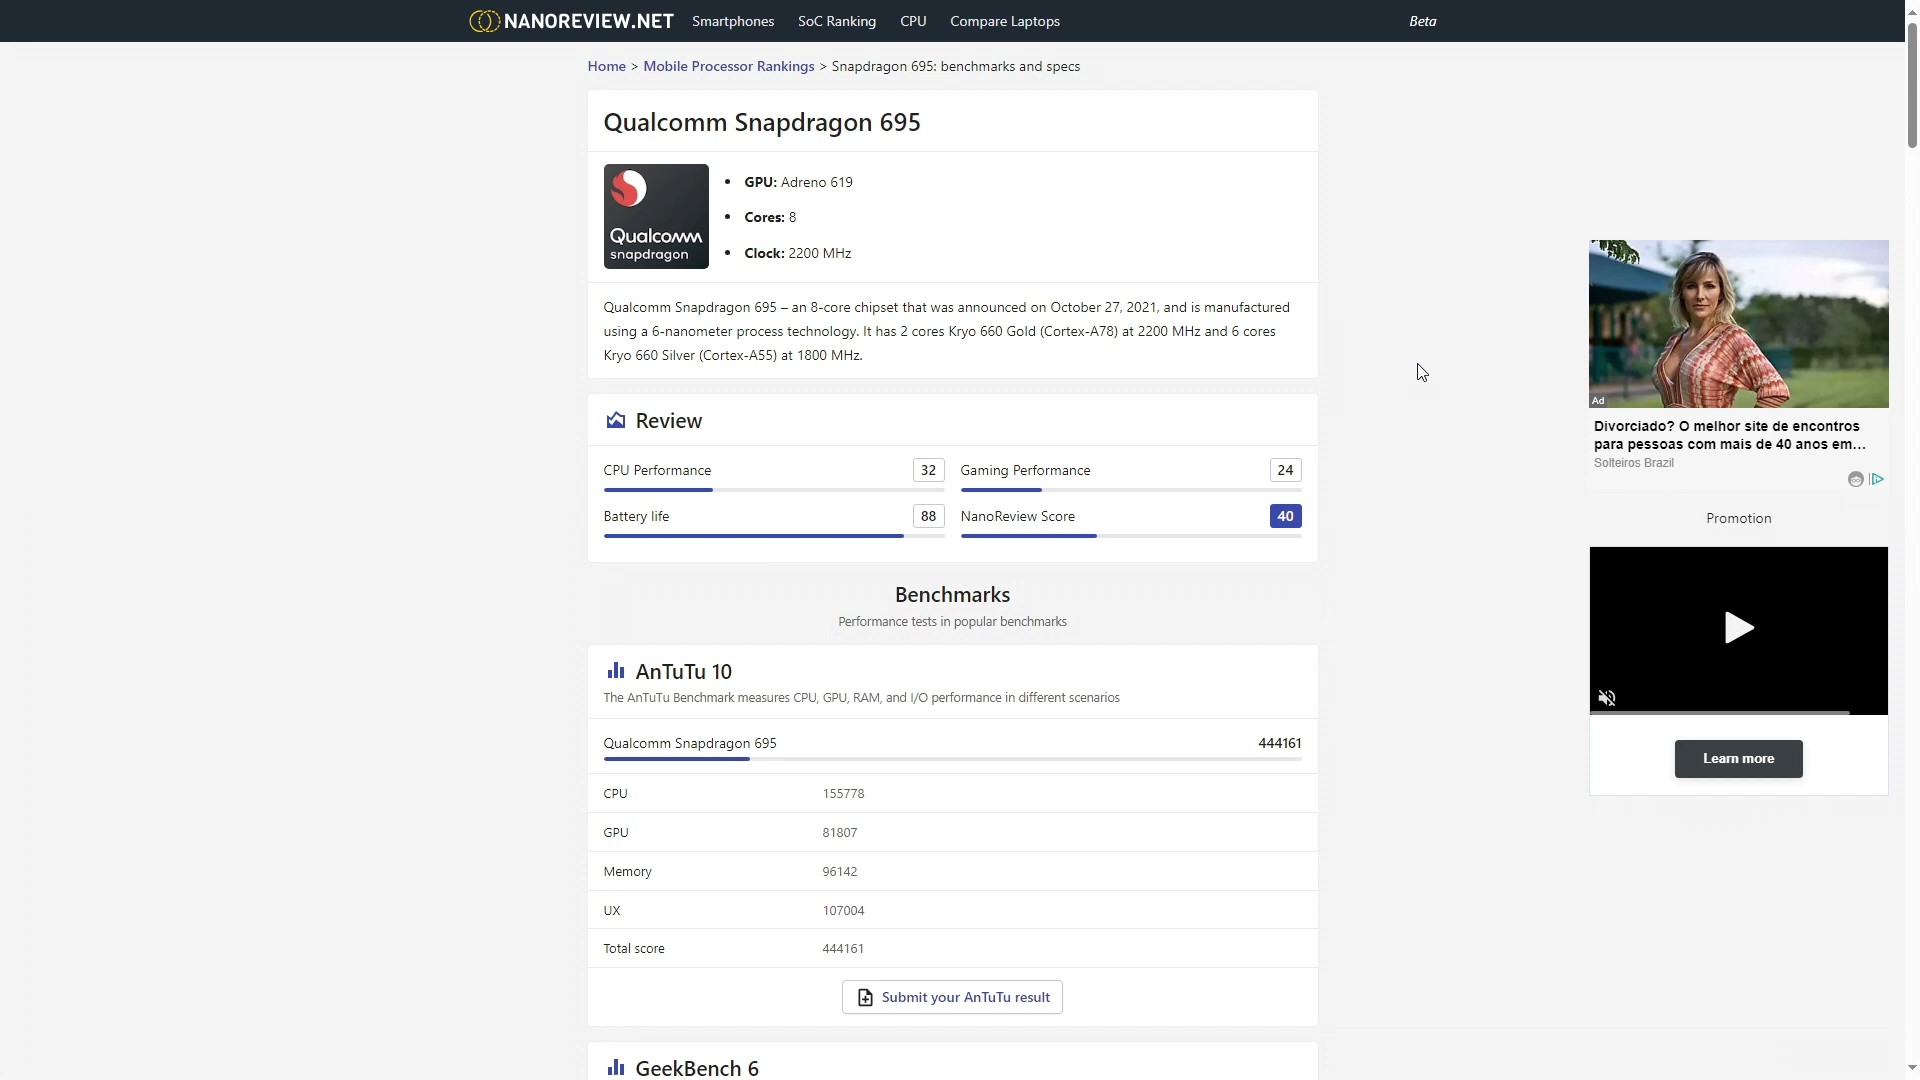 NANOREVIEW.NET Smartphones SoC Ranking CPU Compare Laptops Beta
Home > Mobile Processor Rankings > Snapdragon 695: benchmarks and specs
Qualcomm Snapdragon 695
Qualcomm
snapdragon
• GPU: Adreno 619
• Cores: 8
• Clock: 2200 MHz
Qualcomm Snapdragon 695 – an 8-core chipset that was announced on October 27, 2021, and is manufactured
using a 6-nanometer process technology. It has 2 cores Kryo 660 Gold (Cortex-A78) at 2200 MHz and 6 cores
Kryo 660 Silver (Cortex-A55) at 1800 MHz.
Review
CPU Performance 32
Gaming Performance 24
Battery life 88
NanoReview Score 40
Benchmarks
Performance tests in popular benchmarks
AnTuTu 10
The AnTuTu Benchmark measures CPU, GPU, RAM, and I/O performance in different scenarios
Qualcomm Snapdragon 695 444161
CPU 155778
GPU 81807
Memory 96142
UX 107004
Total score 444161
Submit your AnTuTu result
GeekBench 6
Ad
Divorciado? O melhor site de encontros
para pessoas com mais de 40 anos em...
Solteiros Brazil
Promotion
Learn more